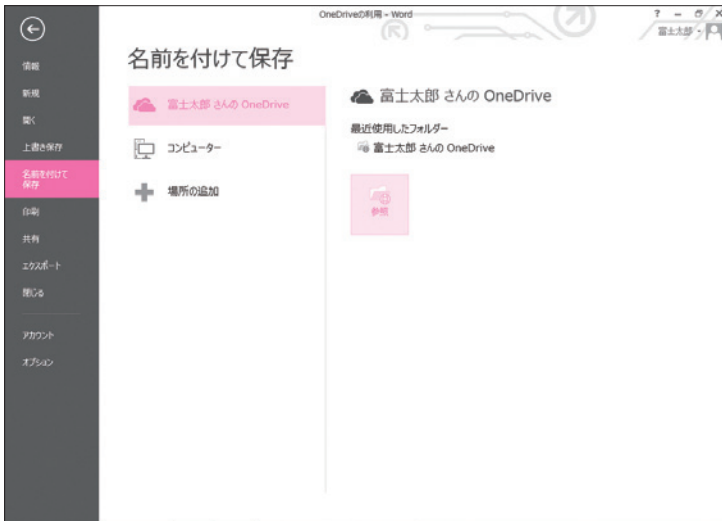 OneDriveの利用 - Word
? - 
富士太郎
情報
新規
開く
上書き保存
名前を付けて
保存
印刷
共有
エクスポート
閉じる
アカウント
オプション
名前を付けて保存
富士太郎 さんの OneDrive
コンピューター
場所の追加
富士太郎 さんの OneDrive
最近使用したフォルダー
富士太郎 さんの OneDrive
参照